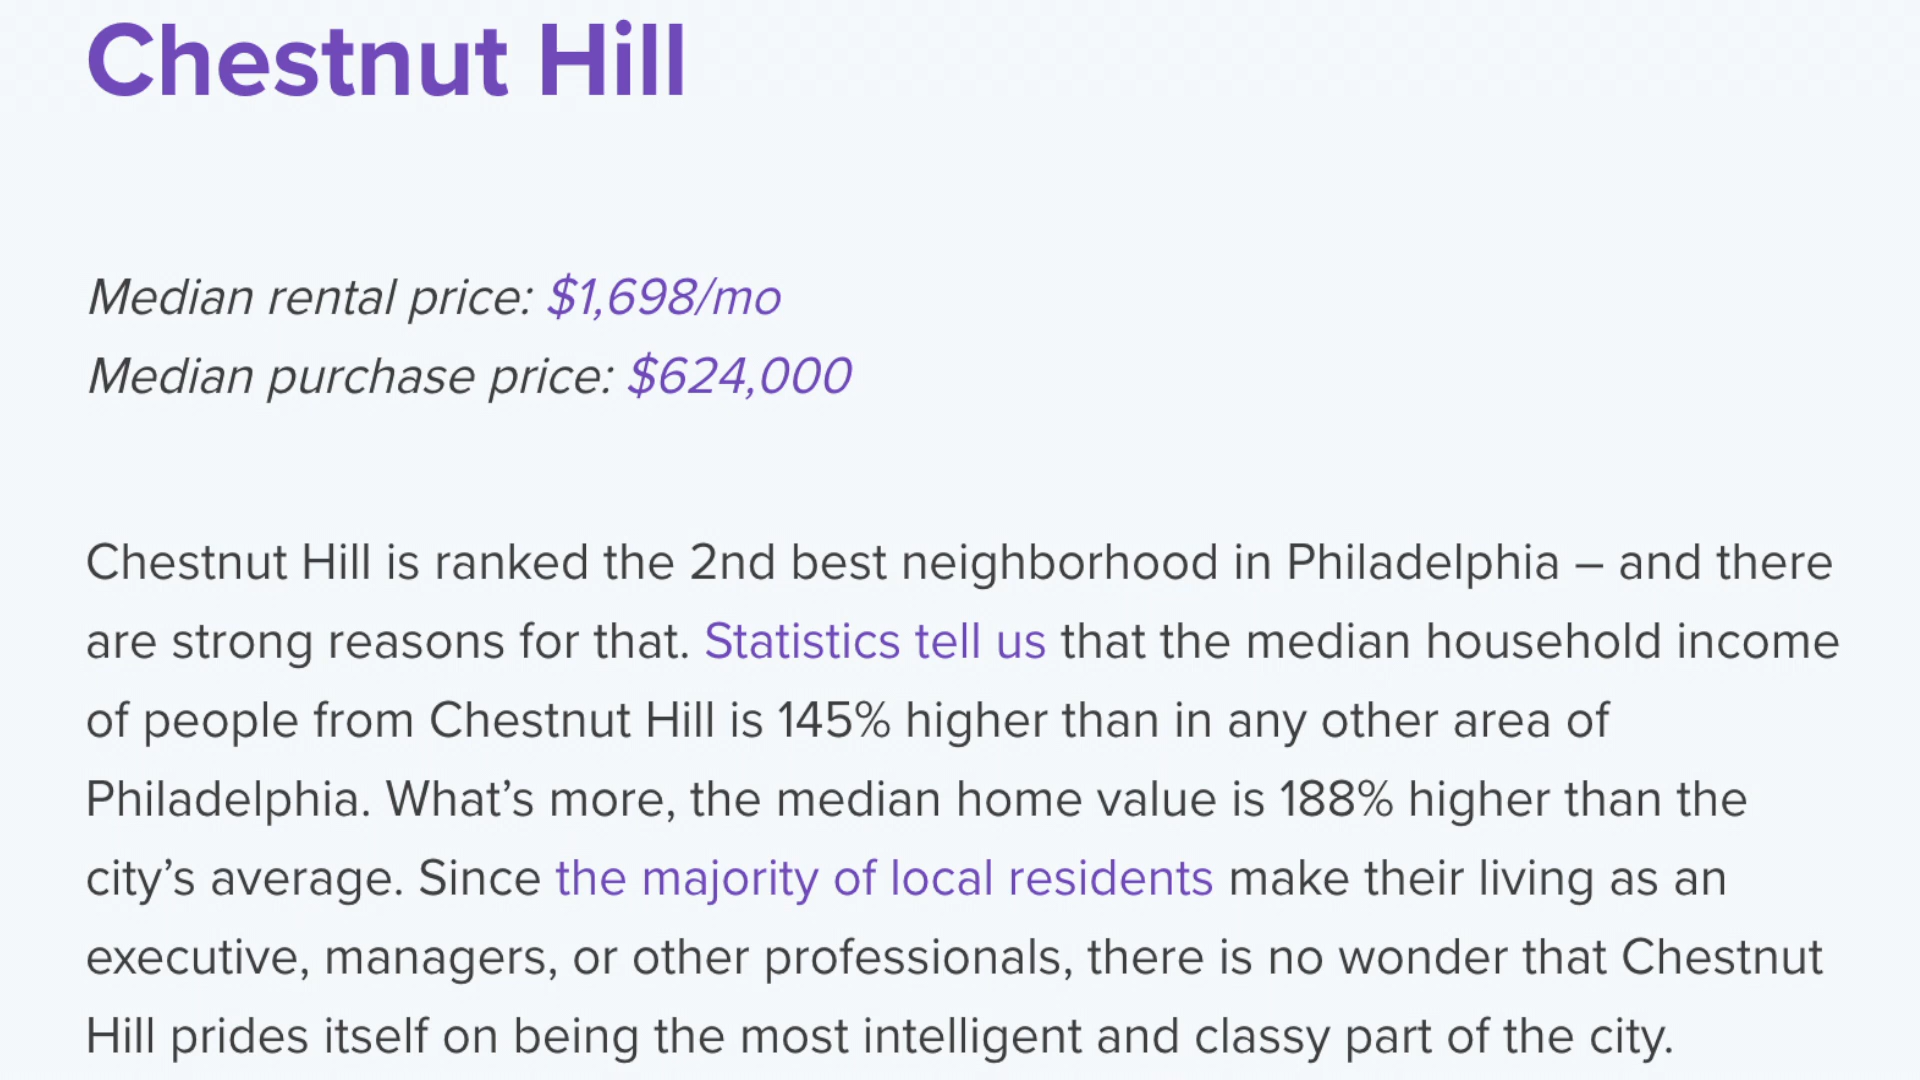 Chestnut Hill
Median rental price: $1,698/mo
Median purchase price: $624,000
Chestnut Hill is ranked the 2nd best neighborhood in Philadelphia – and there
are strong reasons for that. Statistics tell us that the median household income
of people from Chestnut Hill is 145% higher than in any other area of
Philadelphia. What’s more, the median home value is 188% higher than the
city’s average. Since the majority of local residents make their living as an
executive, managers, or other professionals, there is no wonder that Chestnut
Hill prides itself on being the most intelligent and classy part of the city.